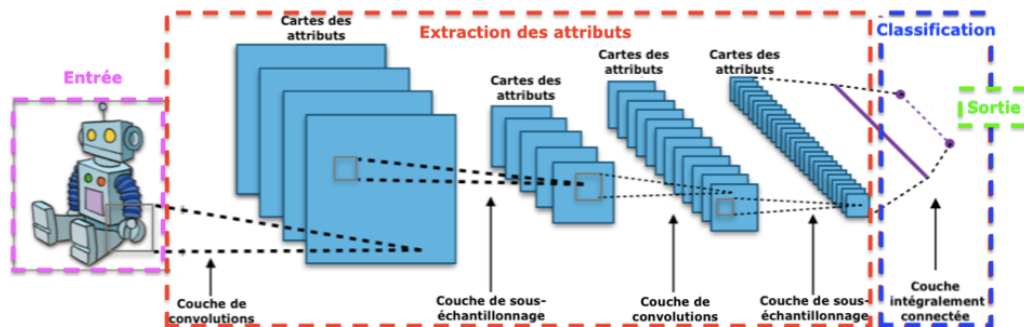 Entrée
Extraction des attributs
Classification
Sortie
Cartes des
attributs
Cartes des
attributs
Cartes des
attributs
Cartes des
attributs
Couche de
convolutions
Couche de sous-
échantillonnage
Couche de
convolutions
Couche de sous-
échantillonnage
Couche
intégralement
connectée